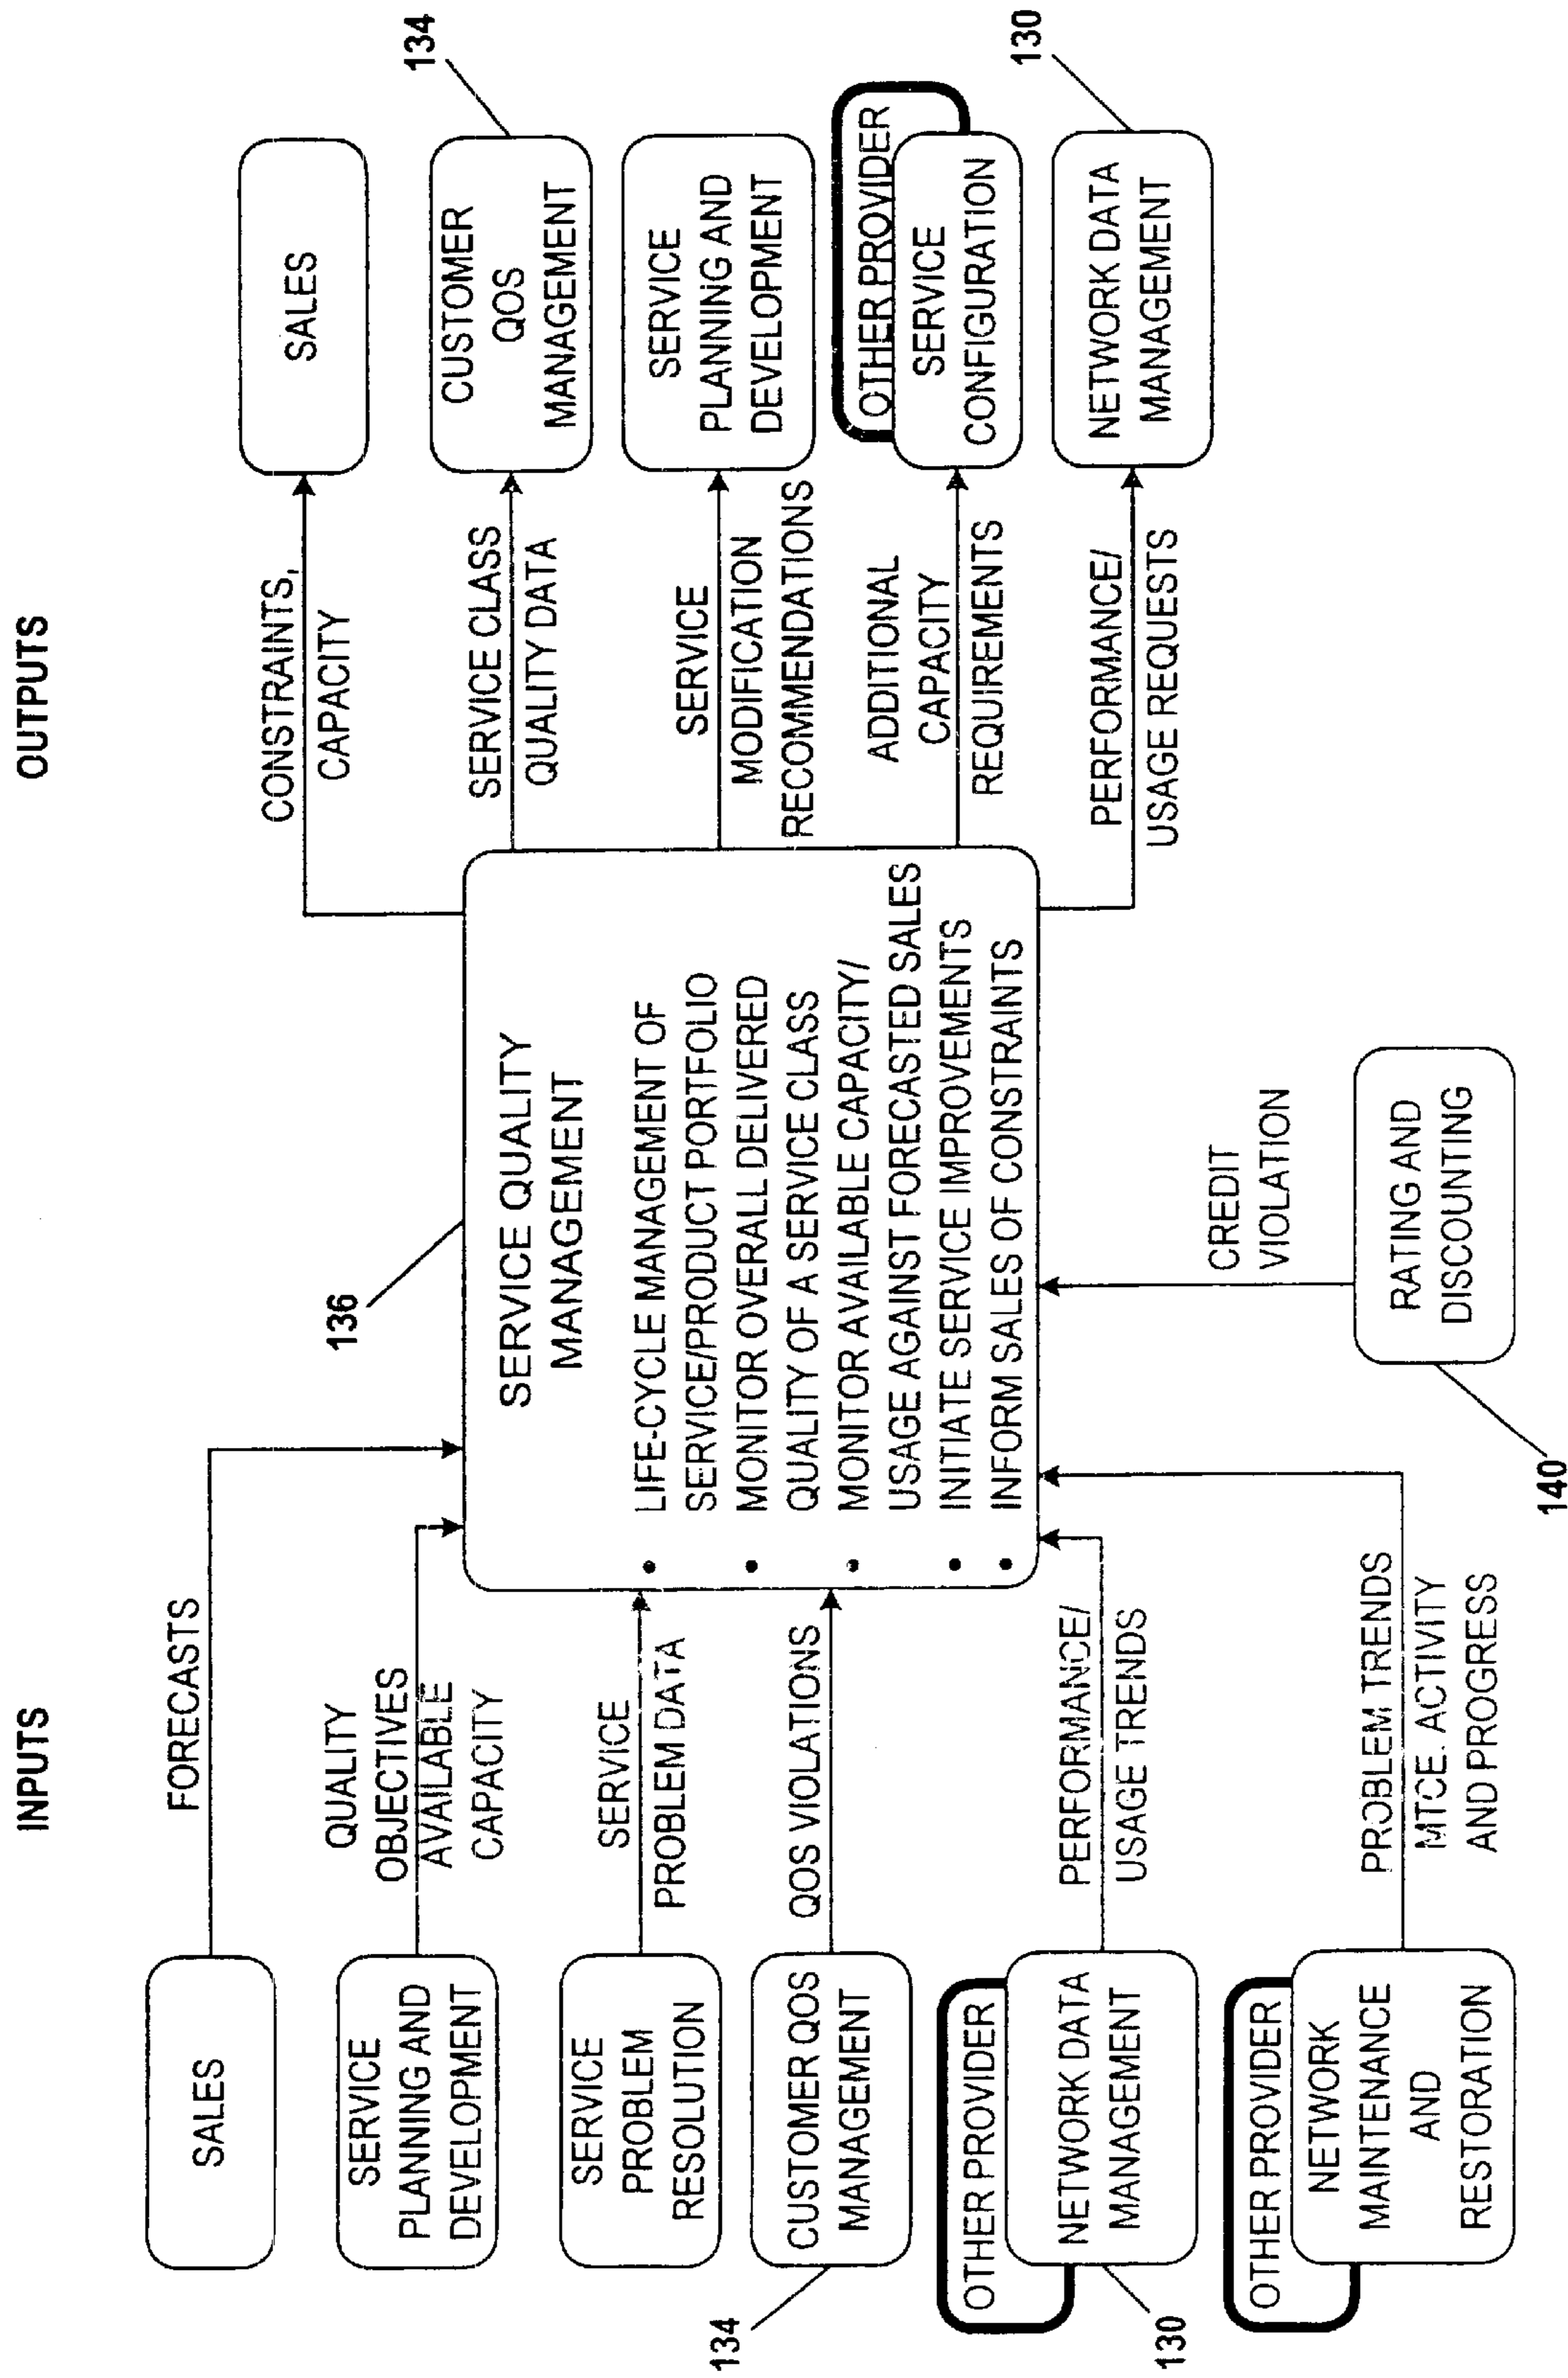 INPUTS
OUTPUTS
SALES
FORECASTS
SERVICE
PLANNING AND
DEVELOPMENT
QUALITY
OBJECTIVES
AVAILABLE
CAPACITY
SERVICE
PROBLEM
RESOLUTION
SERVICE
PROBLEM DATA
CUSTOMER QOS
MANAGEMENT
134
QOS VIOLATIONS
OTHER PROVIDER
NETWORK DATA
MANAGEMENT
130
PERFORMANCE/
USAGE TRENDS
OTHER PROVIDER
NETWORK
MAINTENANCE
AND
RESTORATION
PROBLEM TRENDS
MTCE. ACTIVITY
AND PROGRESS
136
SERVICE QUALITY
MANAGEMENT
• LIFE-CYCLE MANAGEMENT OF
SERVICE/PRODUCT PORTFOLIO
• MONITOR OVERALL DELIVERED
QUALITY OF A SERVICE CLASS
• MONITOR AVAILABLE CAPACITY/
USAGE AGAINST FORECASTED SALES
• INITIATE SERVICE IMPROVEMENTS
• INFORM SALES OF CONSTRAINTS
CREDIT
VIOLATION
RATING AND
DISCOUNTING
140
CONSTRAINTS,
CAPACITY
SALES
SERVICE CLASS
QUALITY DATA
CUSTOMER
QOS
MANAGEMENT
134
SERVICE
MODIFICATION
RECOMMENDATIONS
SERVICE
PLANNING AND
DEVELOPMENT
ADDITIONAL
CAPACITY
REQUIREMENTS
OTHER PROVIDER
SERVICE
CONFIGURATION
PERFORMANCE/
USAGE REQUESTS
NETWORK DATA
MANAGEMENT
130